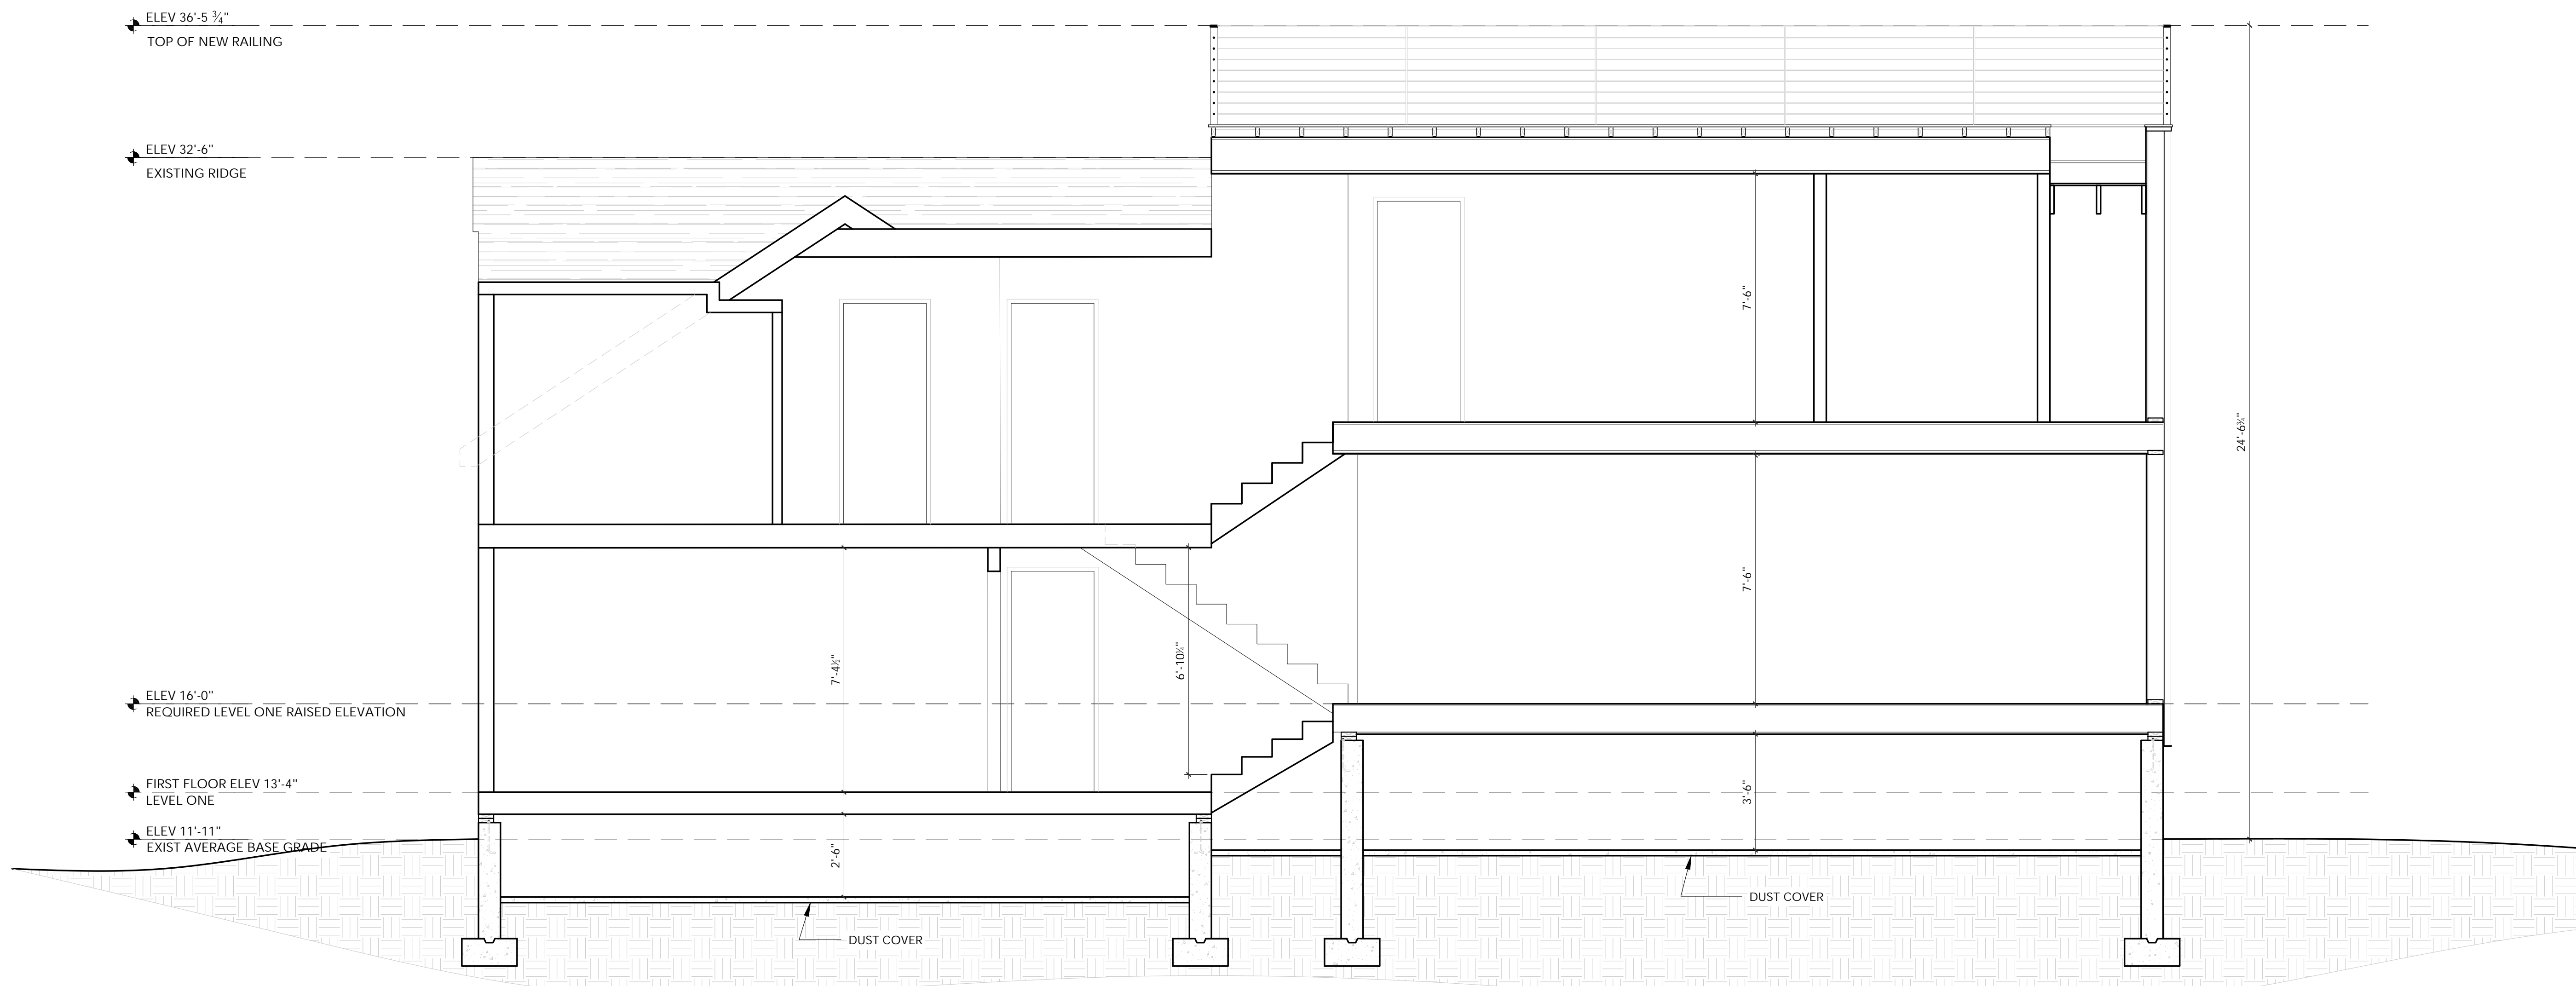 ELEV 36'-5 ¾"
TOP OF NEW RAILING
ELEV 32'-6"
EXISTING RIDGE
7'-6"
24'-6¾"
7'-6"
7'-4½"
6'-10¼"
ELEV 16'-0"
REQUIRED LEVEL ONE RAISED ELEVATION
FIRST FLOOR ELEV 13'-4"
LEVEL ONE
3'-6"
ELEV 11'-11"
EXIST AVERAGE BASE GRADE
2'-6"
DUST COVER
DUST COVER